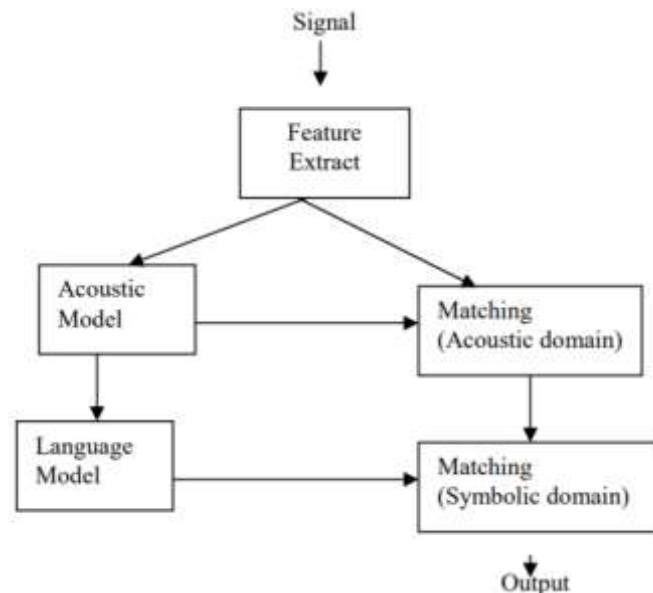 Signal
Feature
Extract
Acoustic
Model
Matching
(Acoustic domain)
Language
Model
Matching
(Symbolic domain)
Output